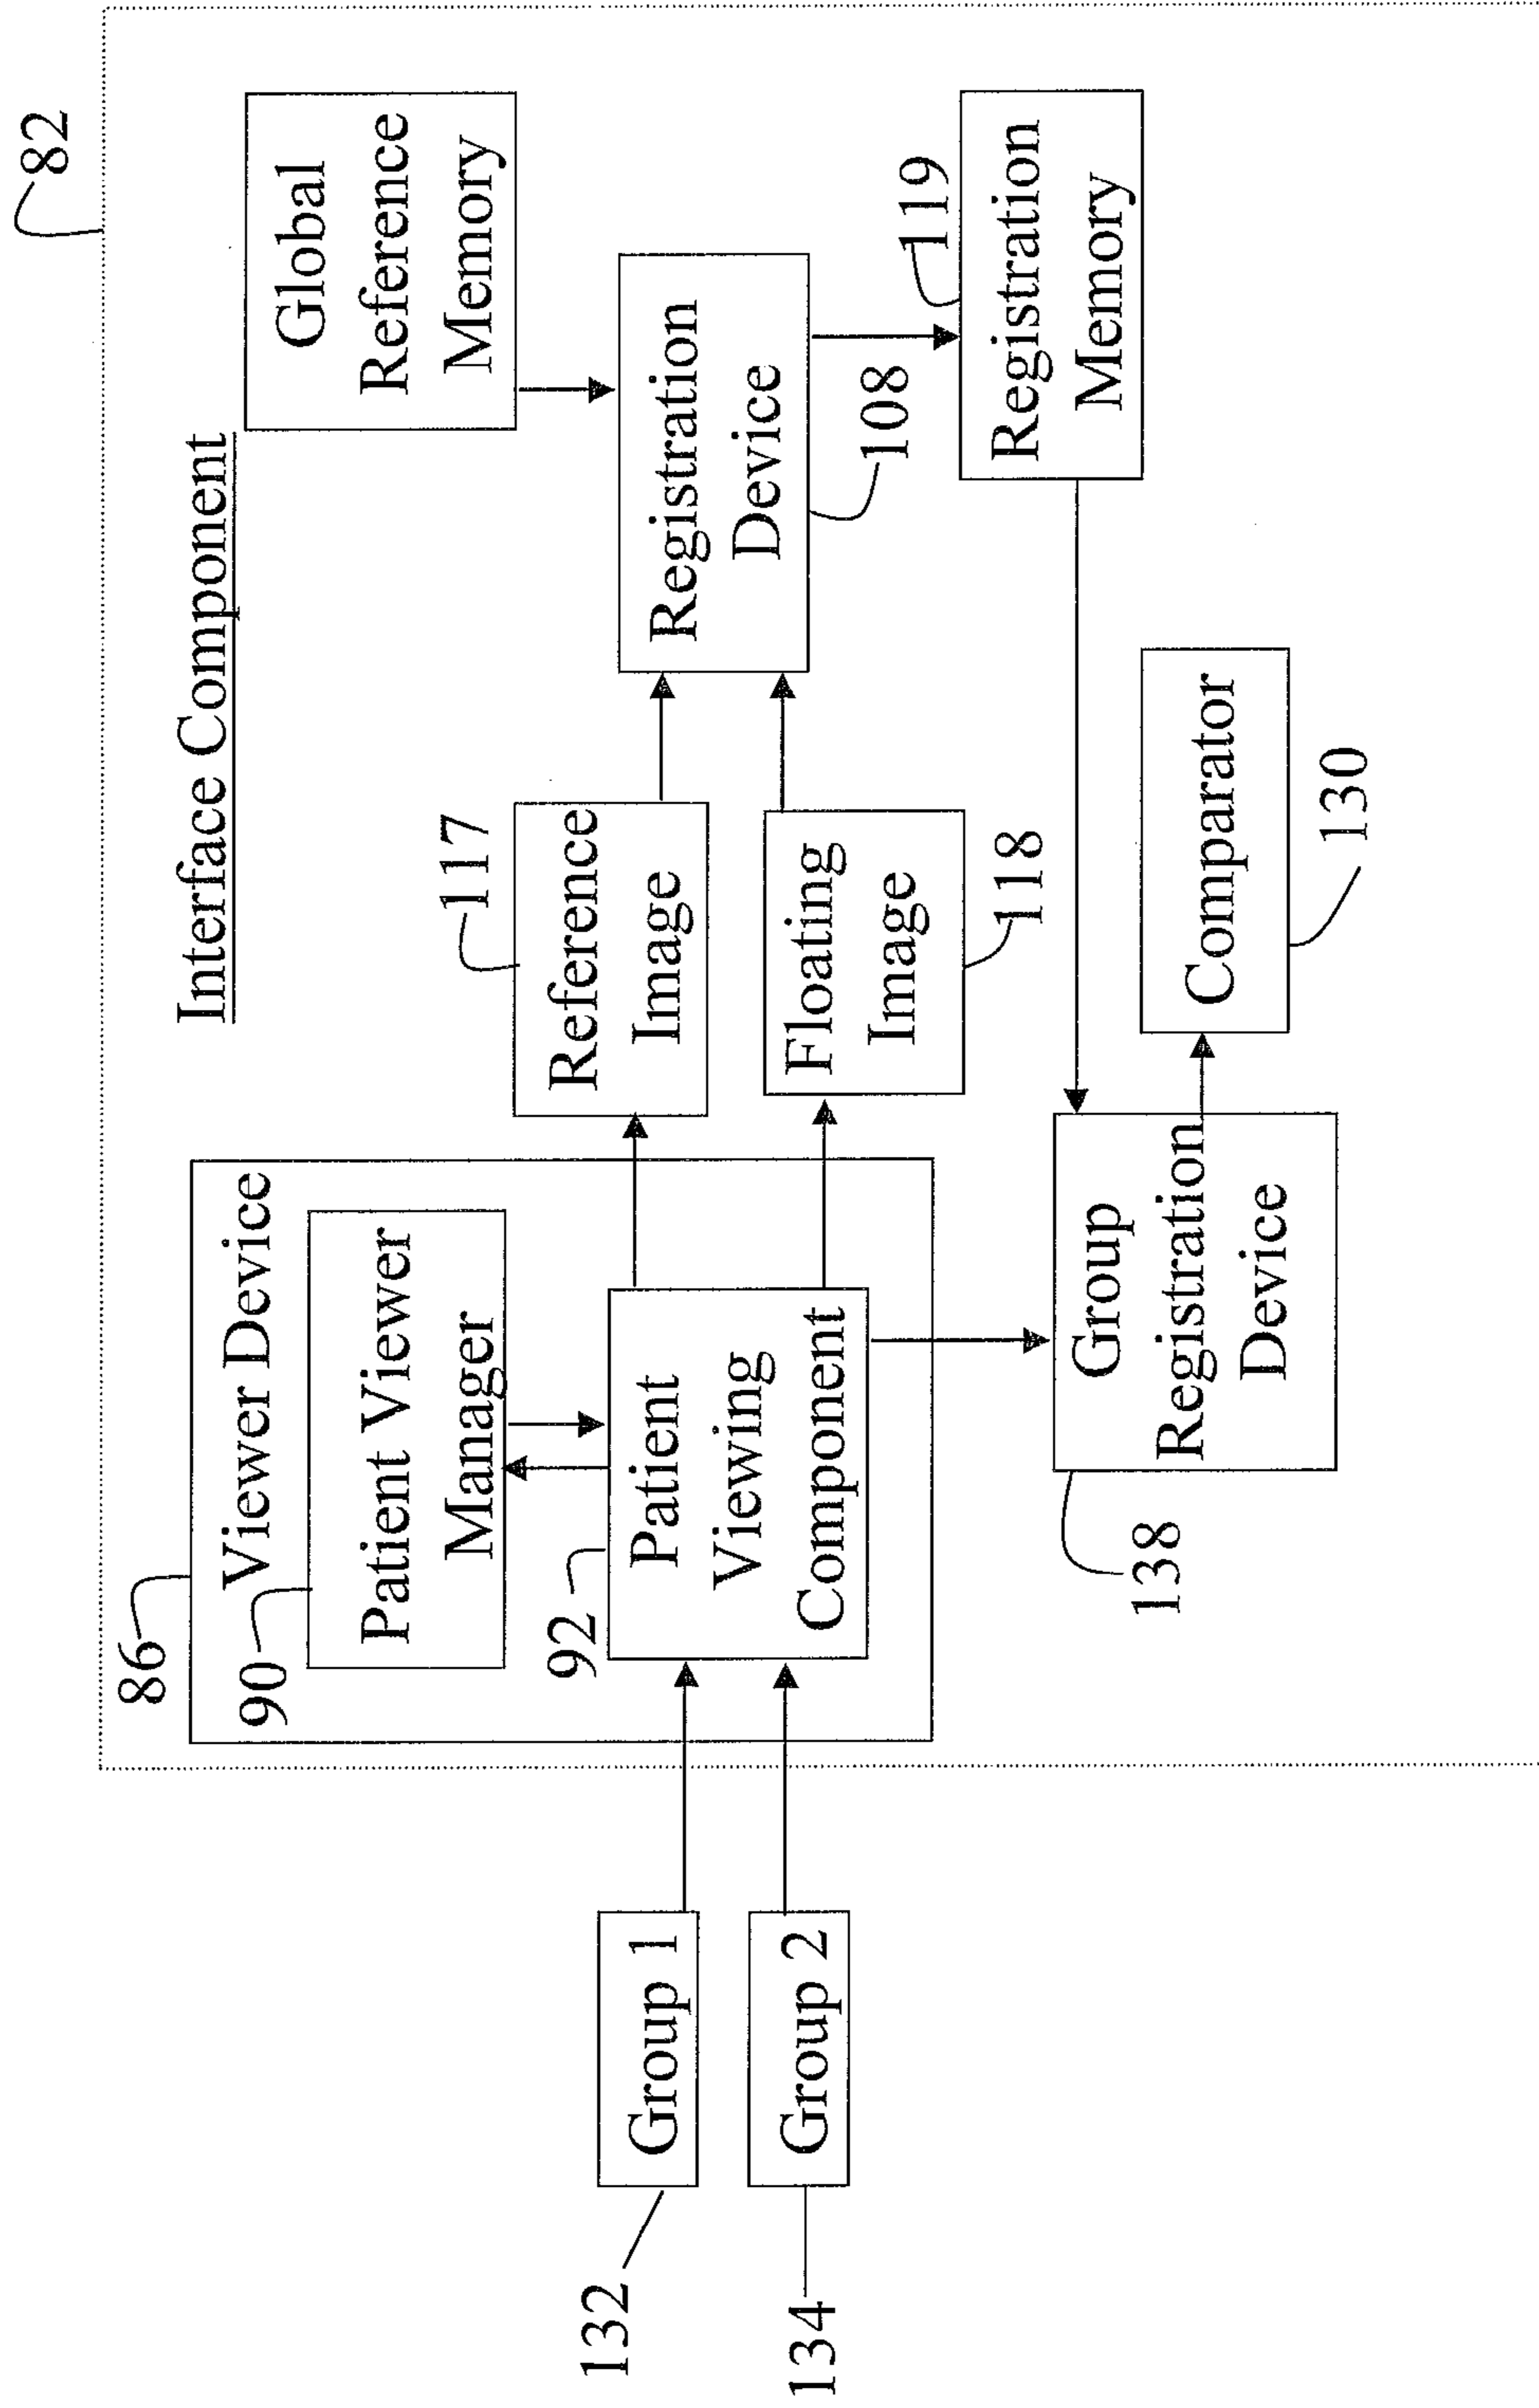 82
Interface Component
Global
Reference
Memory
86
Viewer Device
90
Patient Viewer
Manager
117
Reference
Image
Registration
Device
108
92
Patient
Viewing
Component
Floating
Image
118
119
Registration
Memory
132
Group 1
134
Group 2
138
Group
Registration
Device
Comparator
130